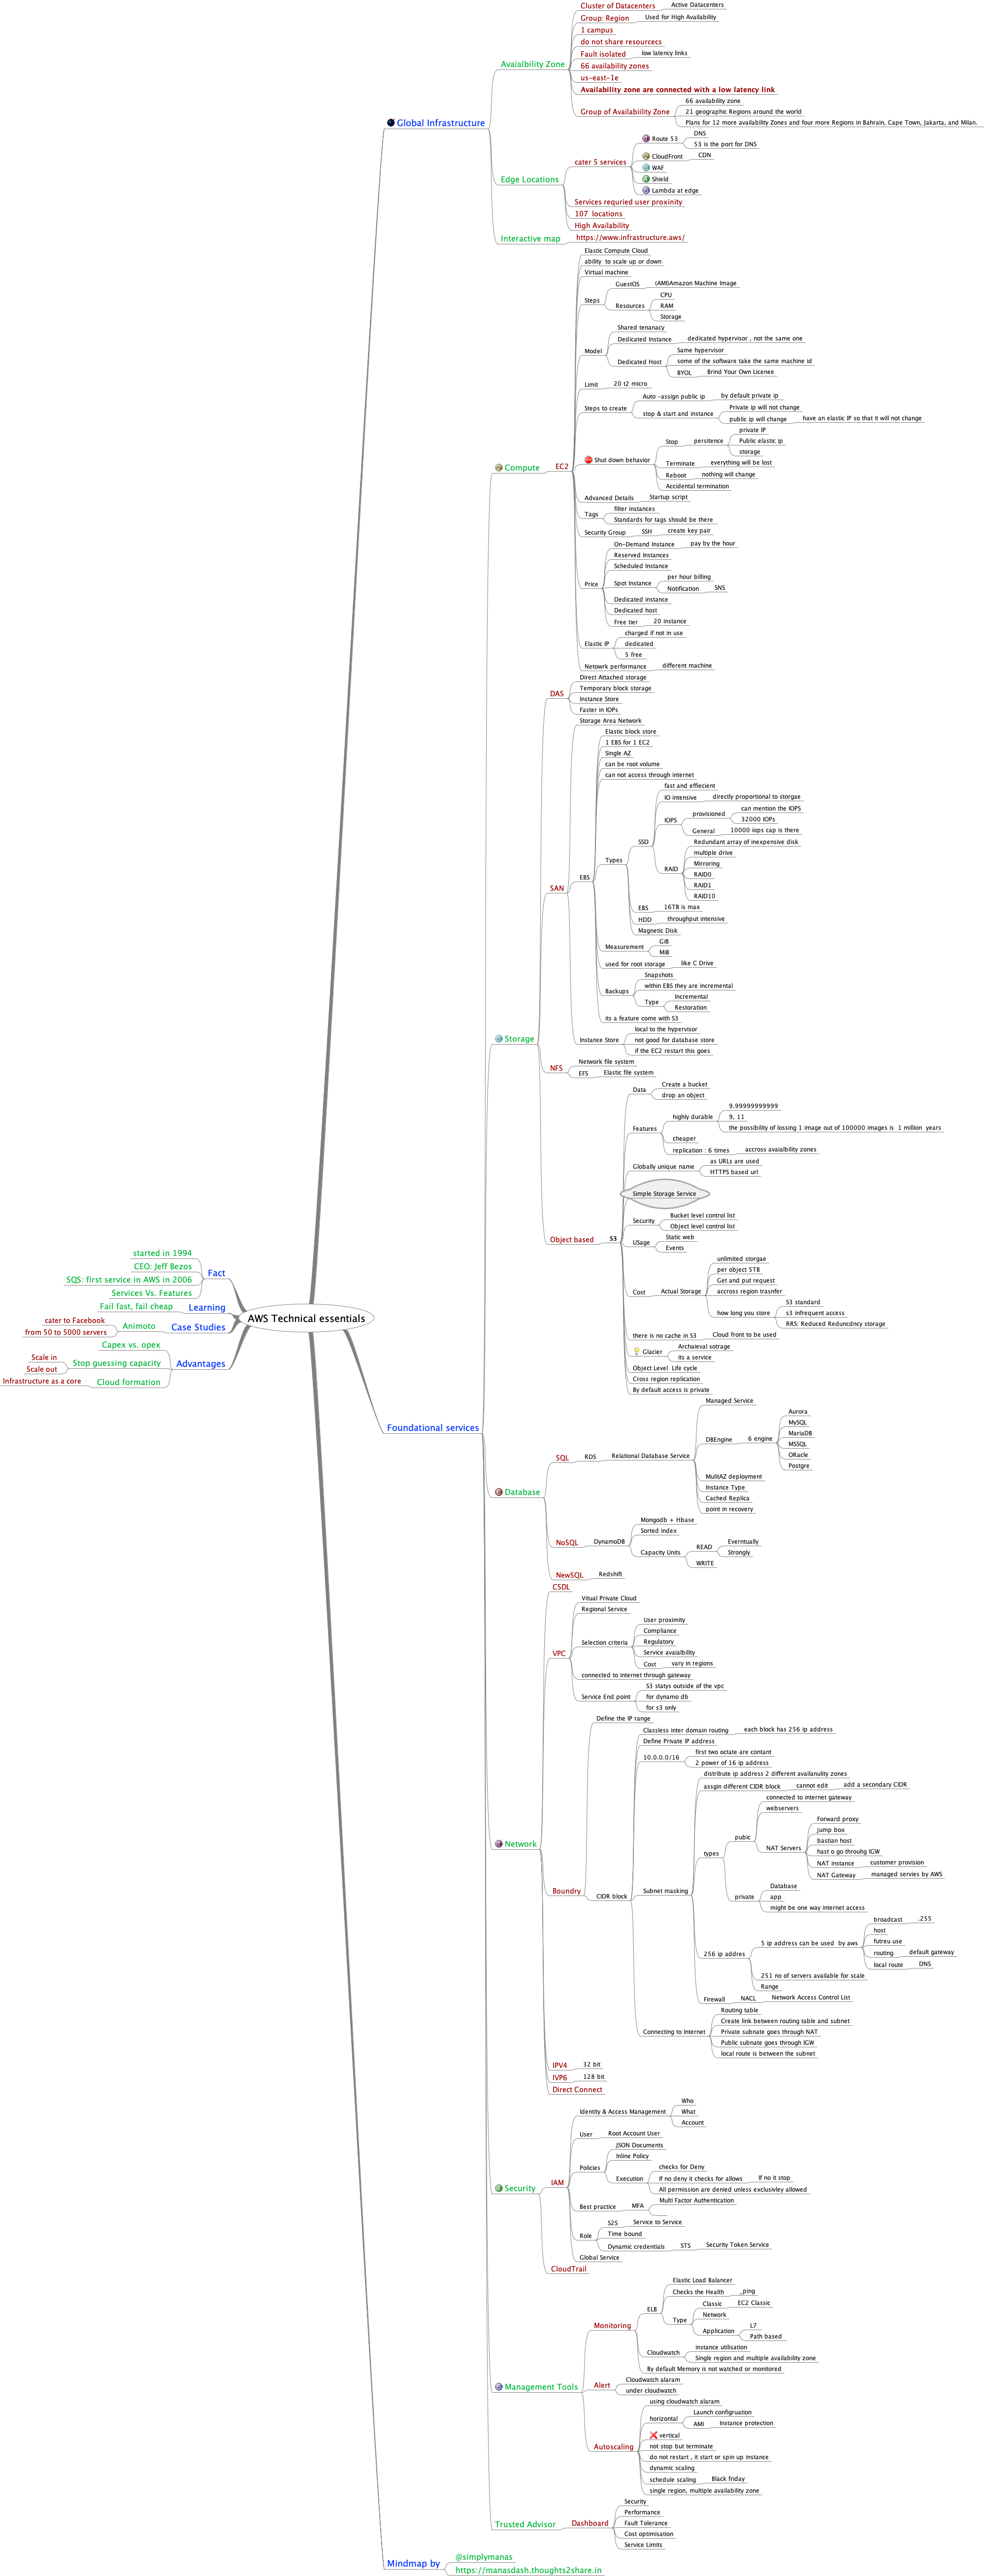 Cluster of Datacenters
Active Datacenters
Group: Region
Used for High Availability
1 campus
do not share resourcecs
Avaialbility Zone
Fault isolated
low latency links
66 availability zones
us-east-1e
Availability zone are connected with a low latency link
Group of Availabiility Zone
66 availability zone
21 geographic Regions around the world
Plans for 12 more availability Zones and four more Regions in Bahrain, Cape Town, Jakarta, and Milan.
Global Infrastructure
Edge Locations
cater 5 services
Route 53
DNS
53 is the port for DNS
CloudFront
CDN
WAF
Shield
Lambda at edge
Services requried user proxinity
107 locations
High Availability
Interactive map
https://www.infrastructure.aws/
Elastic Compute Cloud
ability to scale up or down
Virtual machine
Steps
GuestOS
(AMI)Amazon Machine Image
Resources
CPU
RAM
Storage
Model
Shared tenanacy
Dedicated Instance
dedicated hypervisor , not the same one
Dedicated Host
Same hypervisor
some of the software take the same machine id
BYOL
Brind Your Own Licenee
Limit
20 t2 micro
Steps to create
Auto -assign public ip
by default private ip
stop & start and instance
Private ip will not change
public ip will change
have an elastic IP so that it will not change
Compute
EC2
Shut down behavior
Stop
persitence
private IP
Public elastic ip
storage
Terminate
everything will be lost
Reboot
nothing will change
Accidental termination
Advanced Details
Startup script
Tags
filter instances
Standards for tags should be there
Security Group
SSH
create key pair
Price
On-Demand Instance
pay by the hour
Reserved Instances
Scheduled Instance
Spot Instance
per hour billing
Notification
SNS
Dedicated instance
Dedicated host
Free tier
20 instance
Elastic IP
charged if not in use
dedicated
5 free
Netowrk performance
different machine
Storage
DAS
Direct Attached storage
Temporary block storage
Instance Store
Faster in IOPs
SAN
Storage Area Network
EBS
Elastic block store
1 EBS for 1 EC2
Single AZ
can be root volume
can not access through internet
Types
SSD
fast and effiecient
IO intensive
directly proportional to storgae
IOPS
provisioned
can mention the IOPS
32000 IOPs
General
10000 iops cap is there
RAID
Redundant array of inexpensive disk
multiple drive
Mirroring
RAID0
RAID1
RAID10
EBS
16TB is max
HDD
throughput intensive
Magnetic Disk
Measurement
GiB
MiB
used for root storage
like C Drive
Backups
Snapshots
within EBS they are incremental
Type
Incremental
Restoration
its a feature come with S3
Instance Store
local to the hypervisor
not good for database store
If the EC2 restart this goes
NFS
Network file system
EFS
Elastic file system
Object based
S3
Data
Create a bucket
drop an object
Features
highly durable
9.99999999999
9, 11
the possibility of lossing 1 image out of 100000 images is 1 million years
cheaper
replication : 6 times
accross avaialbility zones
Globally unique name
as URLs are used
HTTPS based url
Simple Storage Service
Security
Bucket level control list
Object level control list
USage
Static web
Events
Cost
Actual Storage
unlimited storgae
per object 5TB
Get and put request
accross region trasnfer
how long you store
S3 standard
s3 infrequent access
RRS: Reduced Reduncdncy storage
there is no cache in S3
Cloud front to be used
Glacier
Archaieval sotrage
its a service
Object Level Life cycle
Cross region replication
By default access is private
started in 1994
CEO: Jeff Bezos
SQS: first service in AWS in 2006
Services Vs. Features
Fact
Fail fast, fail cheap
Learning
cater to Facebook
from 50 to 5000 servers
Animoto
Case Studies
Capex vs. opex
Scale in
Scale out
Stop guessing capacity
Infrastructure as a core
Cloud formation
Advantages
AWS Technical essentials
Foundational services
Database
SQL
RDS
Relational Database Service
Managed Service
DBEngine
6 engine
Aurora
MySQL
MariaDB
MSSQL
ORacle
Postgre
MulitAZ deployment
Instance Type
Cached Replica
point in recovery
NoSQL
DynamoDB
Mongodb + Hbase
Sorted index
Capacity Units
READ
Everntually
Strongly
WRITE
NewSQL
Redshift
Network
CSDL
VPC
Vitual Private Cloud
Regional Service
Selection criteria
User proximity
Compliance
Regulatory
Service avaialbility
Cost
vary in regions
connected to internet through gateway
Service End point
S3 statys outside of the vpc
for dynamo db
for s3 only
Boundry
Define the IP range
CIDR block
Classless inter domain routing
each block has 256 ip address
Define Private IP address
10.0.0.0/16
first two octate are contant
2 power of 16 ip address
Subnet masking
distribute ip address 2 different availanulity zones
assgin different CIDR block
cannot edit
add a secondary CIDR
types
pubic
connected to internet gateway
webservers
NAT Servers
Forward proxy
jump box
bastian host
hast o go throuhg IGW
NAT instance
customer provision
NAT Gateway
managed servies by AWS
private
Database
app
might be one way internet access
256 ip addres
5 ip address can be used by aws
broadcast
.255
host
futreu use
routing
default gateway
local route
DNS
251 no of servers available for scale
Range
Firewall
NACL
Network Access Control List
Connecting to Internet
Routing table
Create link between routing table and subnet
Private subnate goes through NAT
Public subnate goes through IGW
local route is between the subnet
IPV4
32 bit
IVP6
128 bit
Direct Connect
Security
IAM
Identity & Access Management
Who
What
Account
User
Root Account User
Policies
JSON Documents
Inline Policy
Execution
checks for Deny
If no deny it checks for allows
If no it stop
All permission are denied unless exclusivley allowed
Best practice
MFA
Multi Factor Authentication
Role
S2S
Service to Service
Time bound
Dynamic credentials
STS
Security Token Service
Global Service
CloudTrail
Management Tools
Monitoring
ELB
Elastic Load Balancer
Checks the Health
_ping
Type
Classic
EC2 Classic
Network
Application
L7
Path based
Cloudwatch
instance utilisation
Single region and multiple availability zone
By default Memory is not watched or monitored
Alert
Cloudwatch alaram
under cloudwatch
Autoscaling
using cloudwatch alaram
horizontal
Launch configruation
AMI
Instance protection
vertical
not stop but terminate
do not restart , it start or spin up instance
dynamic scaling
schedule scaling
Black friday
single region, multiple availability zone
Trusted Advisor
Dashboard
Security
Performance
Fault Tolerance
Cost optimisation
Service Limits
Mindmap by
@simplymanas
https://manasdash.thoughts2share.in